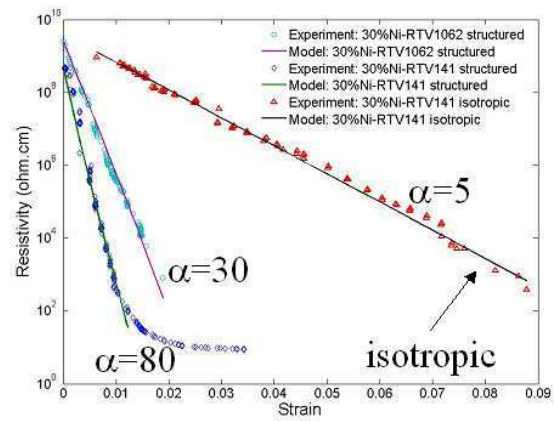 10^10
10^8
10^6
10^4
10^2
10^0
Resistivity (ohm.cm)
Experiment: 30%Ni-RTV1062 structured
Model: 30%Ni-RTV1062 structured
Experiment: 30%Ni-RTV141 structured
Model: 30%Ni-RTV141 structured
Experiment: 30%Ni-RTV141 isotropic
Model: 30%Ni-RTV141 isotropic
α=5
α=30
α=80
isotropic
0 0.01 0.02 0.03 0.04 0.05 0.06 0.07 0.08 0.09
Strain